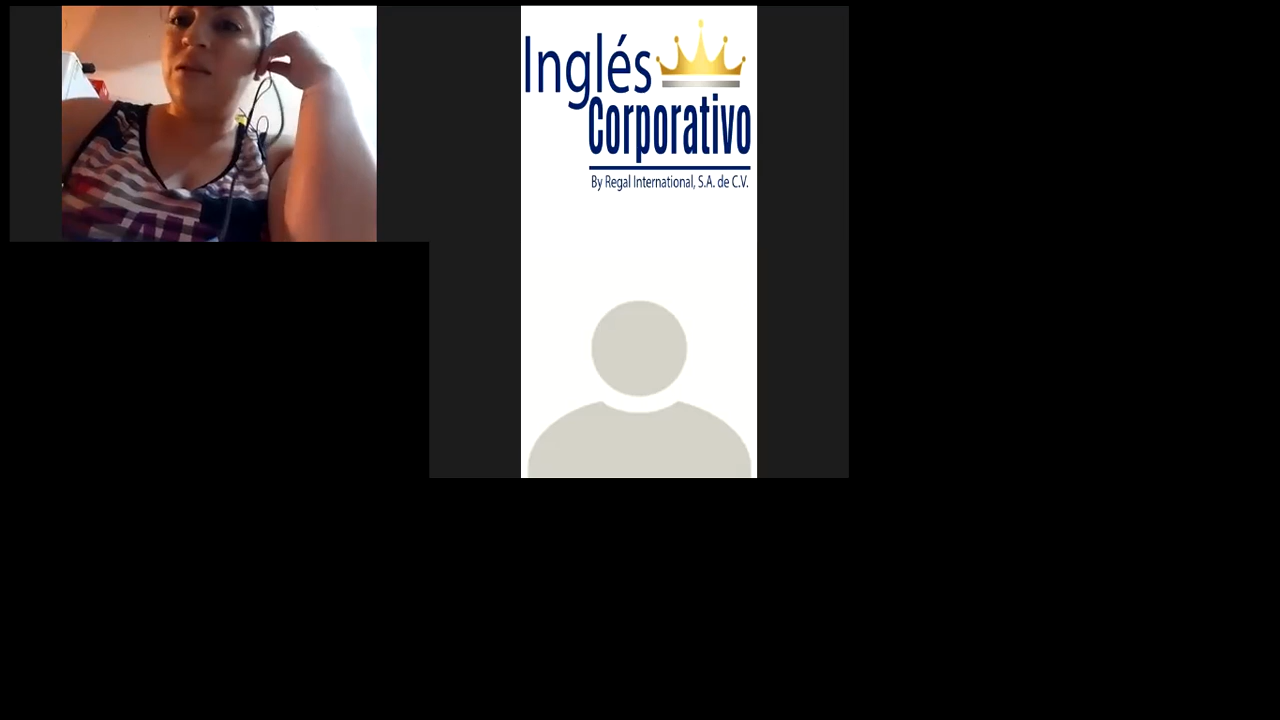 Inglés
Corporativo
By Regal International, S.A. de C.V.